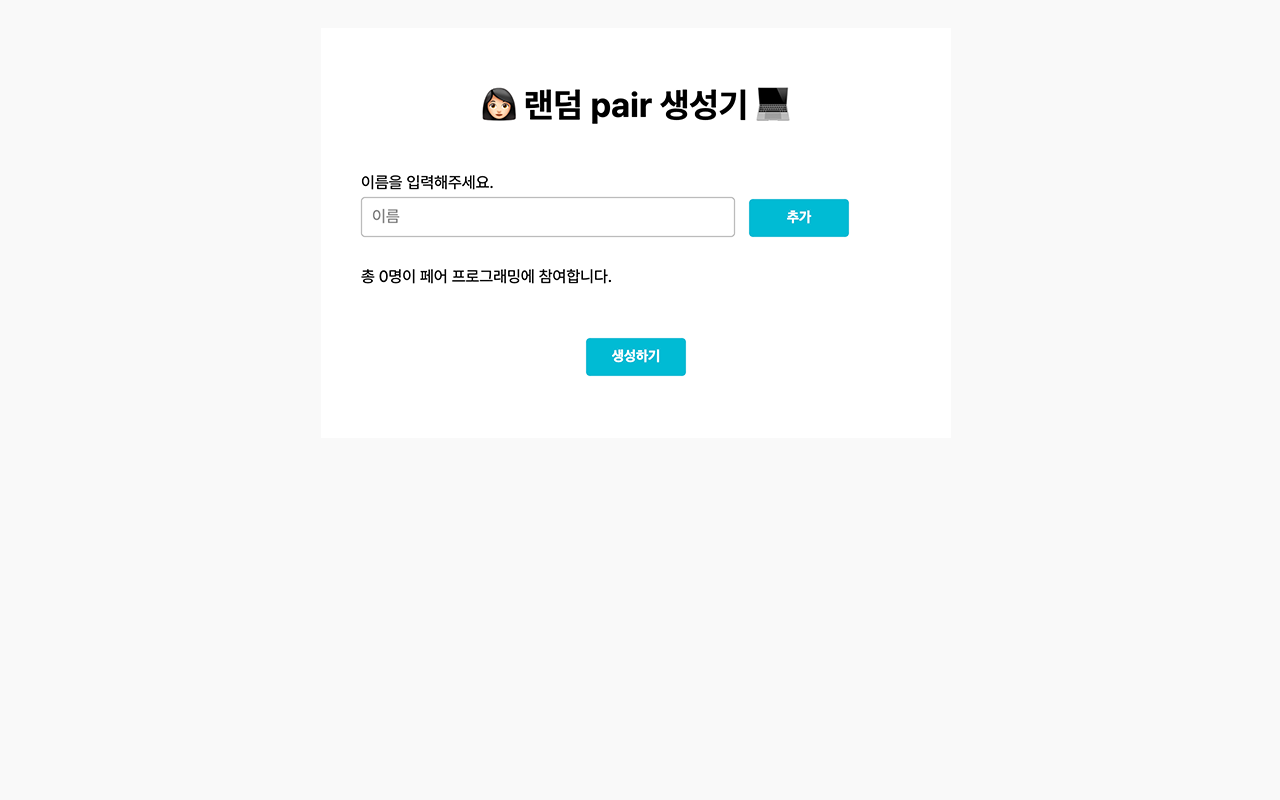 👩🏻 랜덤 pair 생성기 💻
이름을 입력해주세요.
이름
추가
총 0명이 페어 프로그래밍에 참여합니다.
생성하기